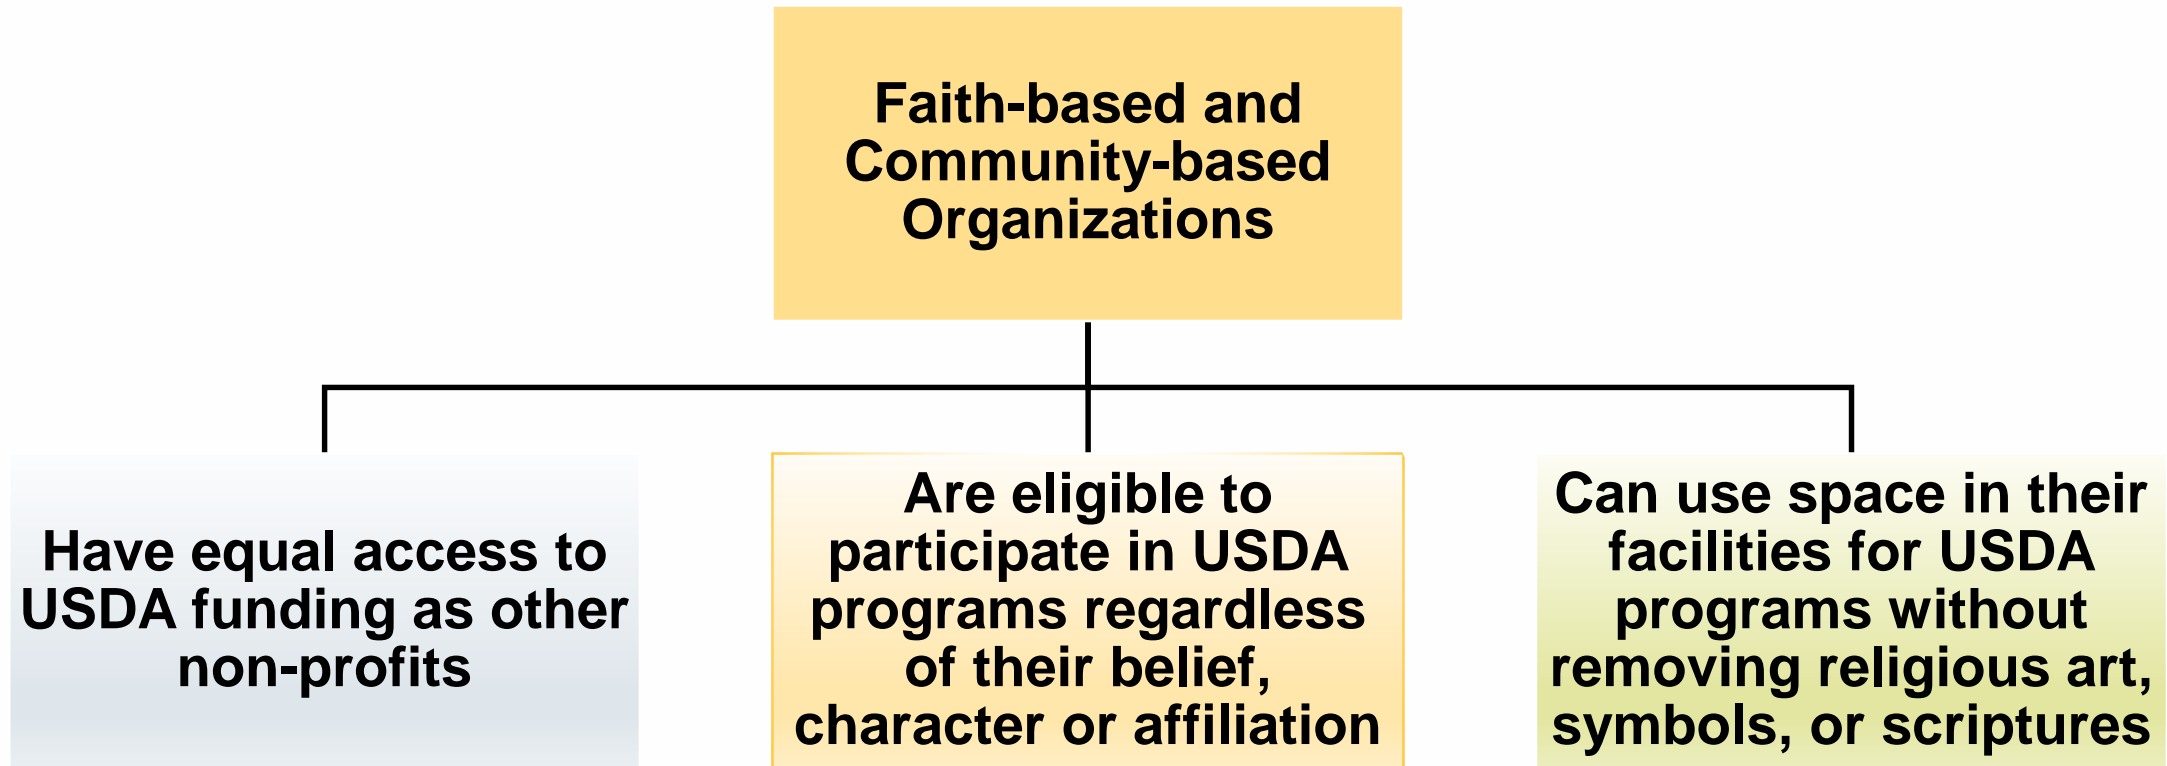 Faith-based and
Community-based
Organizations
Have equal access to
USDA funding as other
non-profits
Are eligible to
participate in USDA
programs regardless
of their belief,
character or affiliation
Can use space in their
facilities for USDA
programs without
removing religious art,
symbols, or scriptures